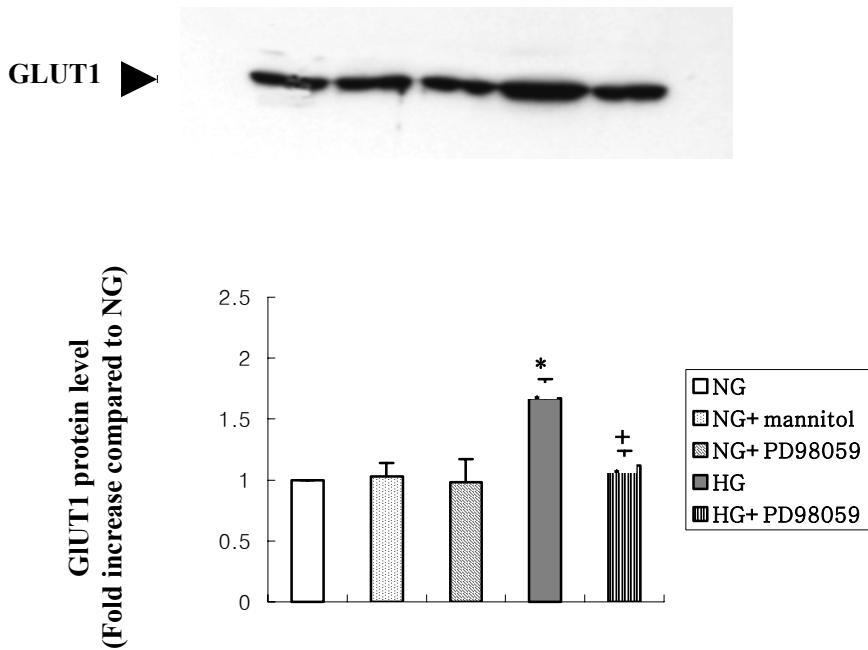 GLUT1
GlUT1 protein level
(Fold increase compared to NG)
2.5
2
1.5
1
0.5
0
*
+
NG
NG+mannitol
NG+PD98059
HG
HG+PD98059